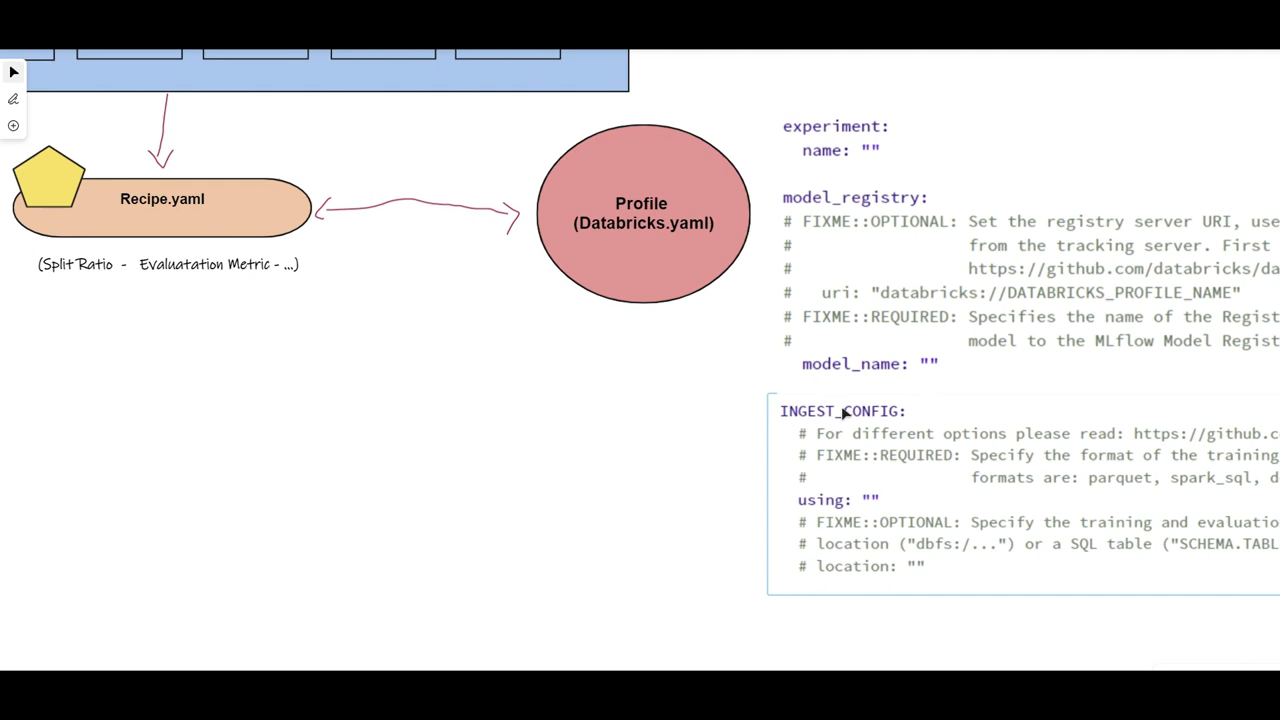 Recipe.yaml
(Split Ratio - Evaluatation Metric - ...)
Profile
(Databricks.yaml)
experiment:
name: ""
model_registry:
# FIXME::OPTIONAL: Set the registry server URI, use
# from the tracking server. First
# https://github.com/databricks/da
# uri: "databricks://DATABRICKS_PROFILE_NAME"
# FIXME::REQUIRED: Specifies the name of the Regist
# model to the MLflow Model Regist
model_name: ""
INGEST_CONFIG:
# For different options please read: https://github.c
# FIXME::REQUIRED: Specify the format of the training
# formats are: parquet, spark_sql, d
using: ""
# FIXME::OPTIONAL: Specify the training and evaluatio
# location ("dbfs:/...") or a SQL table ("SCHEMA.TABL
# location: ""